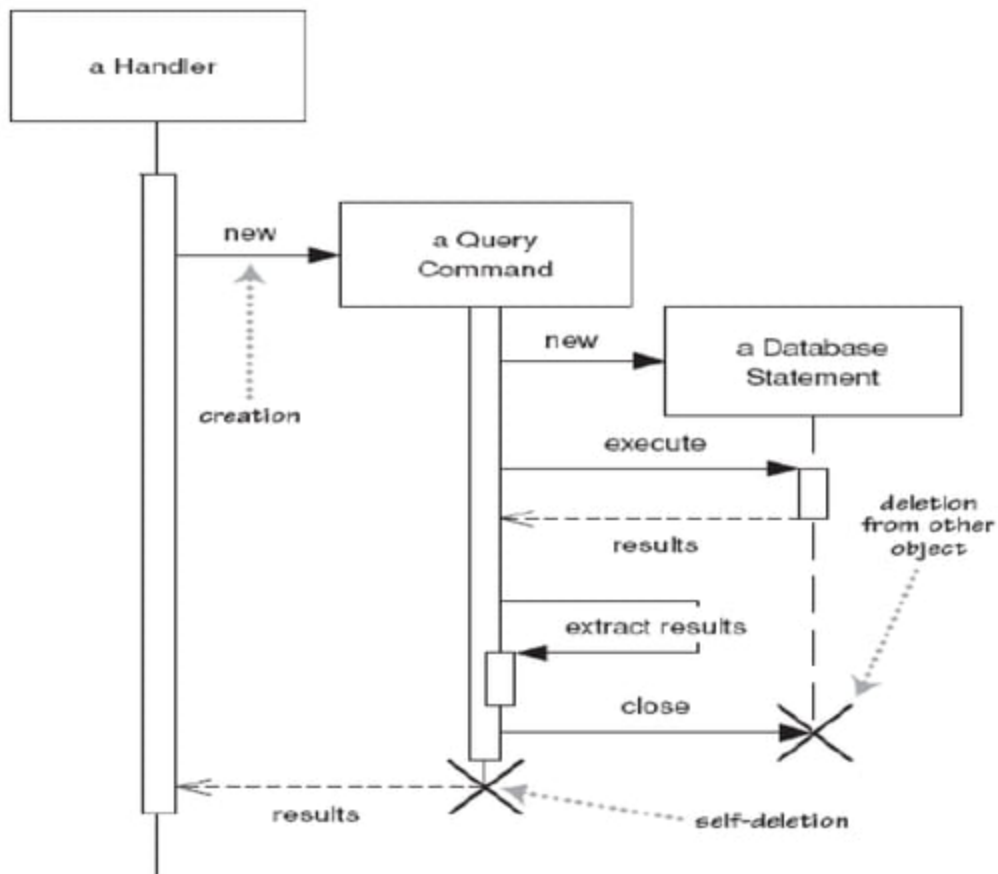 a Handler
new
a Query
Command
new
a Database
Statement
creation
execute
deletion
from other
object
results
extract results
close
results
self-deletion